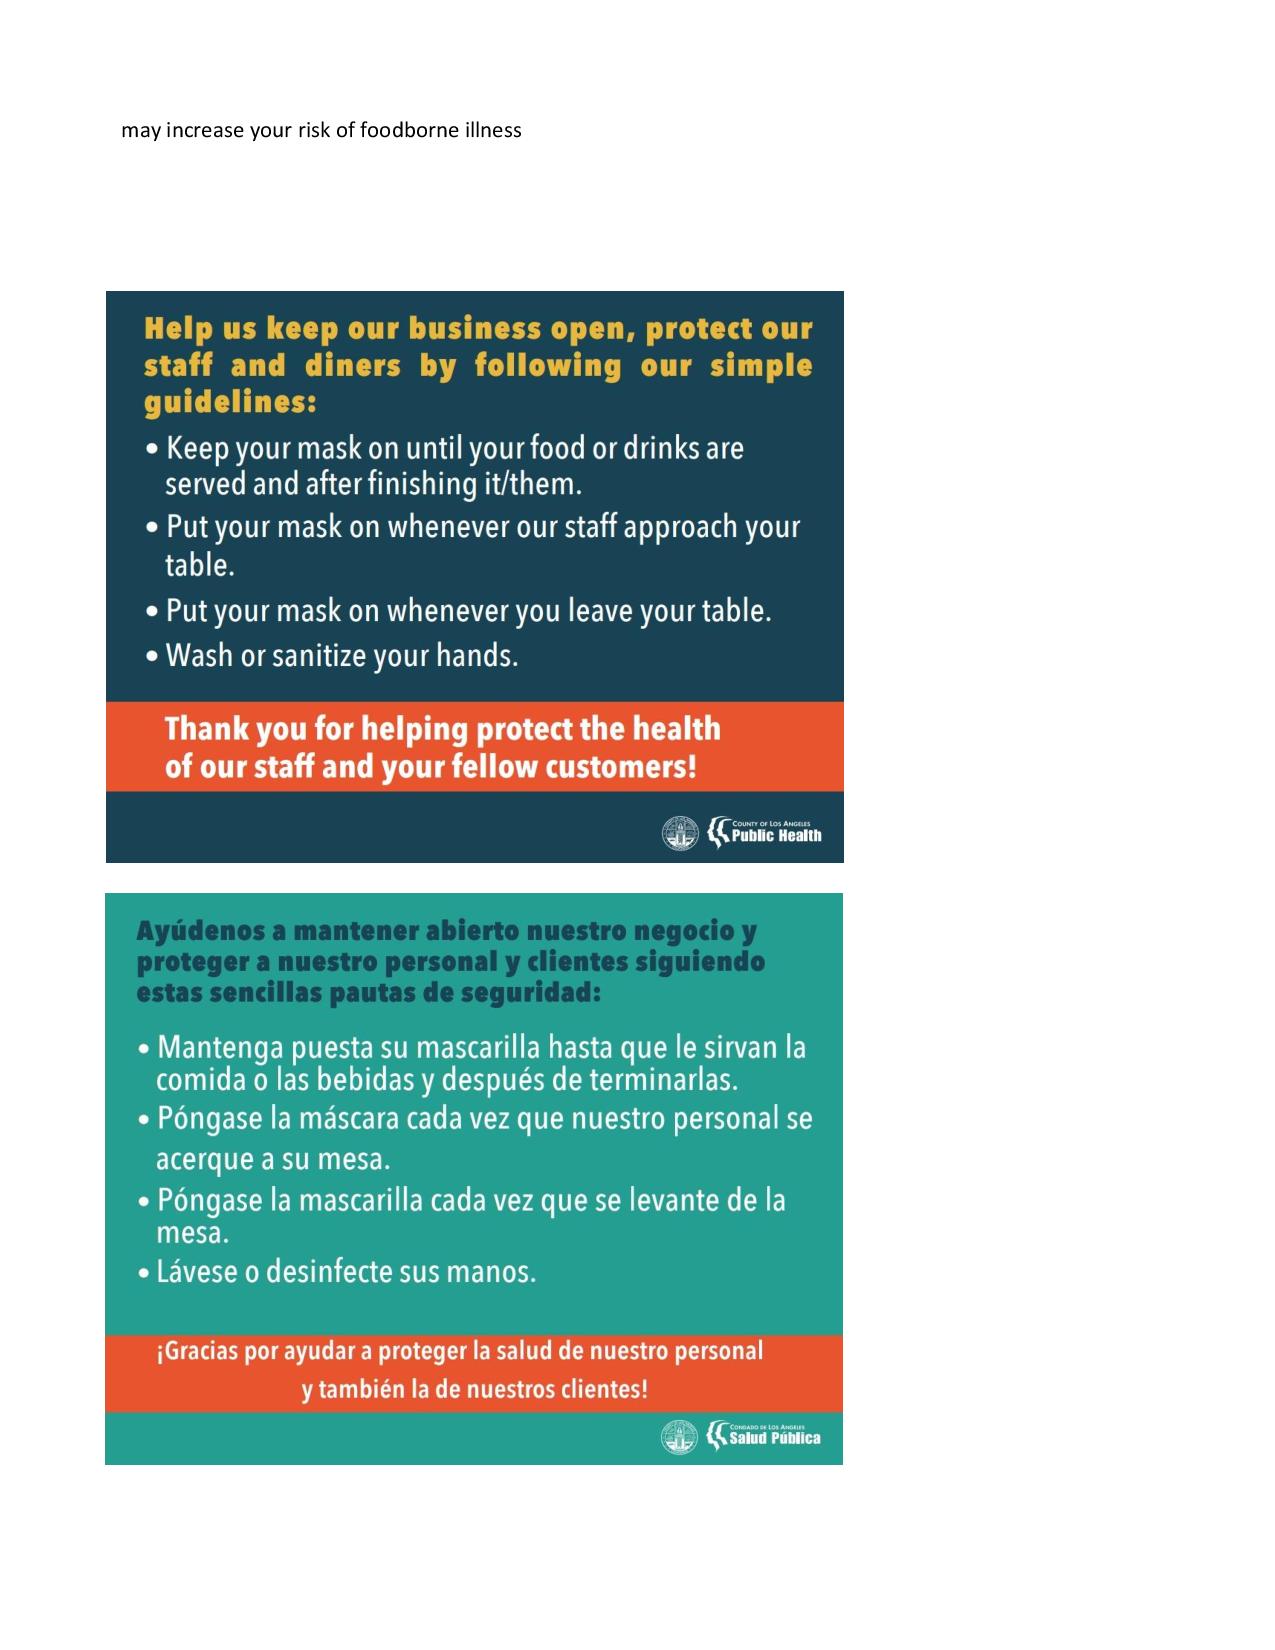 may increase your risk of foodborne illness
Help us keep our business open, protect our
staff and diners by following our simple
guidelines:
• Keep your mask on until your food or drinks are
served and after finishing it/them.
• Put your mask on whenever our staff approach your
table.
• Put your mask on whenever you leave your table.
• Wash or sanitize your hands.
Thank you for helping protect the health
of our staff and your fellow customers!
County of Los Angeles
Public Health
Ayúdenos a mantener abierto nuestro negocio y
proteger a nuestro personal y clientes siguiendo
estas sencillas pautas de seguridad:
• Mantenga puesta su mascarilla hasta que le sirvan la
comida o las bebidas y después de terminarlas.
• Póngase la máscara cada vez que nuestro personal se
acerque a su mesa.
• Póngase la mascarilla cada vez que se levante de la
mesa.
• Lávese o desinfecte sus manos.
¡Gracias por ayudar a proteger la salud de nuestro personal
y también la de nuestros clientes!
Condado de Los Angeles
Salud Pública